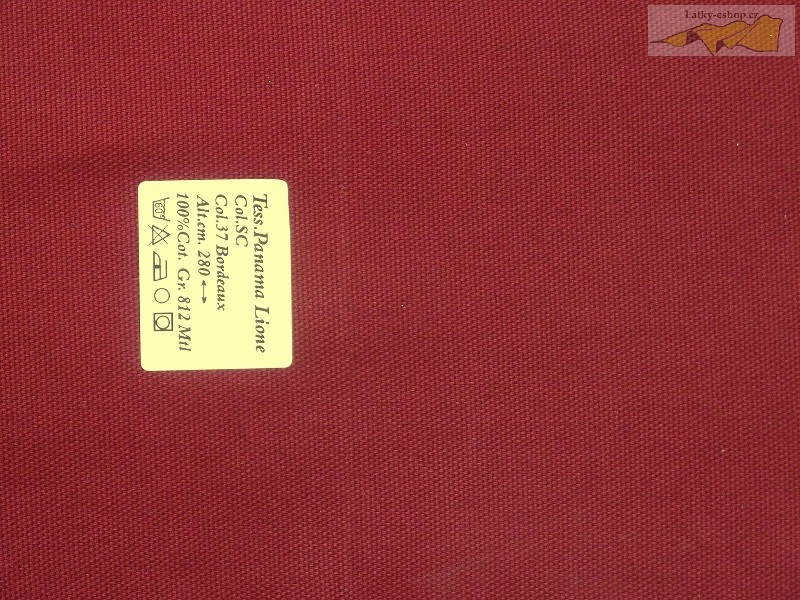 Latky-eshop.cz
Tess.Panama Lione
Col.SC
Col.37 Bordeaux
Alt.cm. 280
100%Cot. Gr. 812 Mtl
60°